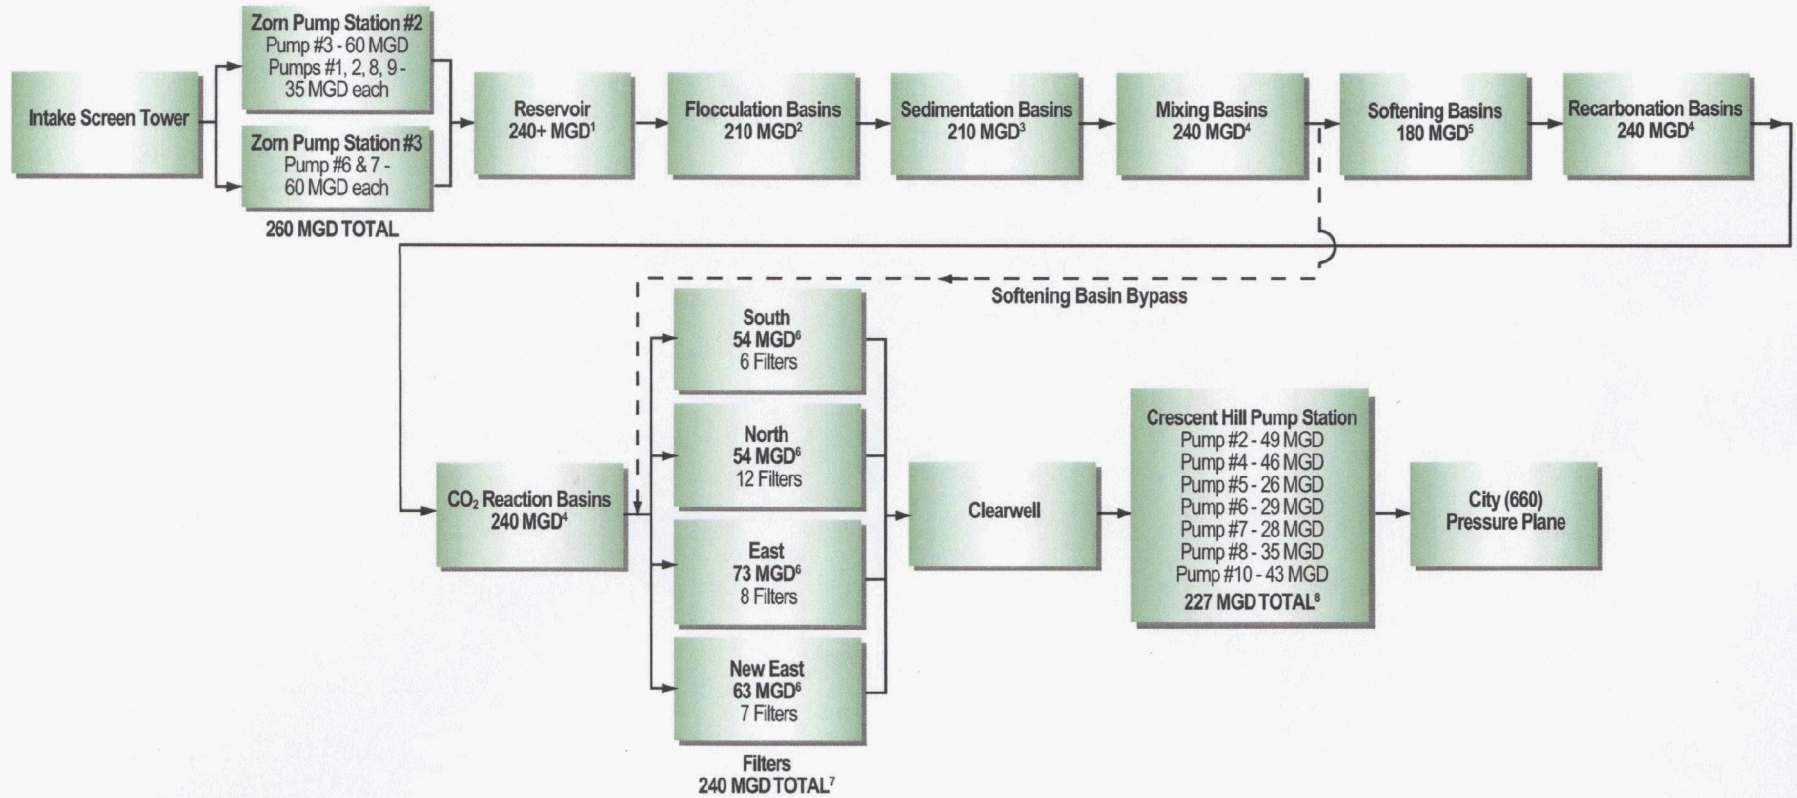 Intake Screen Tower
Zorn Pump Station #2
Pump #3 - 60 MGD
Pumps #1, 2, 8, 9 -
35 MGD each
Zorn Pump Station #3
Pump #6 & 7 -
60 MGD each
260 MGD TOTAL
Reservoir
240+ MGD¹
Flocculation Basins
210 MGD²
Sedimentation Basins
210 MGD³
Mixing Basins
240 MGD⁴
Softening Basins
180 MGD⁵
Recarbonation Basins
240 MGD⁴
Softening Basin Bypass
CO₂ Reaction Basins
240 MGD⁴
South
54 MGD⁶
6 Filters
North
54 MGD⁶
12 Filters
East
73 MGD⁶
8 Filters
New East
63 MGD⁶
7 Filters
Filters
240 MGD TOTAL⁷
Clearwell
Crescent Hill Pump Station
Pump #2 - 49 MGD
Pump #4 - 46 MGD
Pump #5 - 26 MGD
Pump #6 - 29 MGD
Pump #7 - 28 MGD
Pump #8 - 35 MGD
Pump #10 - 43 MGD
227 MGD TOTAL⁸
City (660)
Pressure Plane